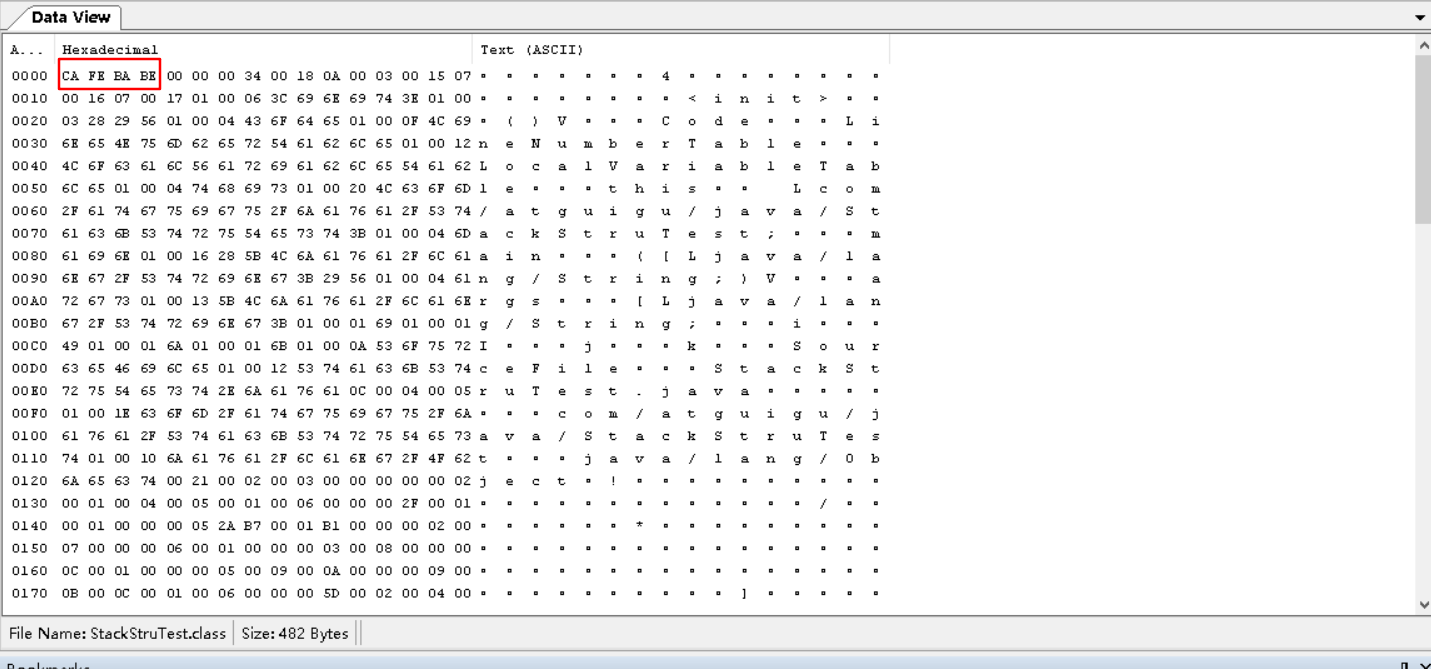 Data View
A... Hexadecimal Text (ASCII)
0000 CA FE BA BE 00 00 00 34 00 18 0A 00 03 00 15 07 ▫ ▫ ▫ ▫ ▫ ▫ ▫ 4 ▫ ▫ ▫ ▫ ▫ ▫ ▫ ▫
0010 00 16 07 00 17 01 00 06 3C 69 6E 69 74 3E 01 00 ▫ ▫ ▫ ▫ ▫ ▫ ▫ ▫ < i n i t > ▫ ▫
0020 03 28 29 56 01 00 04 43 6F 64 65 01 00 0F 4C 69 ▫ ( ) V ▫ ▫ ▫ C o d e ▫ ▫ ▫ L i
0030 6E 65 4E 75 6D 62 65 72 54 61 62 6C 65 01 00 12 n e N u m b e r T a b l e ▫ ▫ ▫
0040 4C 6F 63 61 6C 56 61 72 69 61 62 6C 65 54 61 62 L o c a l V a r i a b l e T a b
0050 6C 65 01 00 04 74 68 69 73 01 00 20 4C 63 6F 6D l e ▫ ▫ ▫ t h i s ▫ ▫   L c o m
0060 2F 61 74 67 75 69 67 75 2F 6A 61 76 61 2F 53 74 / a t g u i g u / j a v a / S t
0070 61 63 6B 53 74 72 75 54 65 73 74 3B 01 00 04 6D a c k S t r u T e s t ; ▫ ▫ ▫ m
0080 61 69 6E 01 00 16 28 5B 4C 6A 61 76 61 2F 6C 61 a i n ▫ ▫ ▫ ( [ L j a v a / l a
0090 6E 67 2F 53 74 72 69 6E 67 3B 29 56 01 00 04 61 n g / S t r i n g ; ) V ▫ ▫ ▫ a
00A0 72 67 73 01 00 13 5B 4C 6A 61 76 61 2F 6C 61 6E r g s ▫ ▫ ▫ [ L j a v a / l a n
00B0 67 2F 53 74 72 69 6E 67 3B 01 00 01 69 01 00 01 g / S t r i n g ; ▫ ▫ ▫ i ▫ ▫ ▫
00C0 49 01 00 01 6A 01 00 01 6B 01 00 0A 53 6F 75 72 I ▫ ▫ ▫ j ▫ ▫ ▫ k ▫ ▫ ▫ S o u r
00D0 63 65 46 69 6C 65 01 00 12 53 74 61 63 6B 53 74 c e F i l e ▫ ▫ ▫ S t a c k S t
00E0 72 75 54 65 73 74 2E 6A 61 76 61 0C 00 04 00 05 r u T e s t . j a v a ▫ ▫ ▫ ▫ ▫
00F0 01 00 1E 63 6F 6D 2F 61 74 67 75 69 67 75 2F 6A ▫ ▫ ▫ c o m / a t g u i g u / j
0100 61 76 61 2F 53 74 61 63 6B 53 74 72 75 54 65 73 a v a / S t a c k S t r u T e s
0110 74 01 00 10 6A 61 76 61 2F 6C 61 6E 67 2F 4F 62 t ▫ ▫ ▫ j a v a / l a n g / O b
0120 6A 65 63 74 00 21 00 02 00 03 00 00 00 00 00 02 j e c t ▫ ! ▫ ▫ ▫ ▫ ▫ ▫ ▫ ▫ ▫ ▫
0130 00 01 00 04 00 05 00 01 00 06 00 00 00 2F 00 01 ▫ ▫ ▫ ▫ ▫ ▫ ▫ ▫ ▫ ▫ ▫ ▫ ▫ / ▫ ▫
0140 00 01 00 00 00 05 2A B7 00 01 B1 00 00 00 02 00 ▫ ▫ ▫ ▫ ▫ ▫ * ▫ ▫ ▫ ▫ ▫ ▫ ▫ ▫ ▫
0150 07 00 00 00 06 00 01 00 00 00 03 00 08 00 00 00 ▫ ▫ ▫ ▫ ▫ ▫ ▫ ▫ ▫ ▫ ▫ ▫ ▫ ▫ ▫ ▫
0160 0C 00 01 00 00 00 05 00 09 00 0A 00 00 00 09 00 ▫ ▫ ▫ ▫ ▫ ▫ ▫ ▫ ▫ ▫ ▫ ▫ ▫ ▫ ▫ ▫
0170 0B 00 0C 00 01 00 06 00 00 00 5D 00 02 00 04 00 ▫ ▫ ▫ ▫ ▫ ▫ ▫ ▫ ▫ ▫ ] ▫ ▫ ▫ ▫ ▫
File Name: StackStruTest.class Size: 482 Bytes
Bookmarks